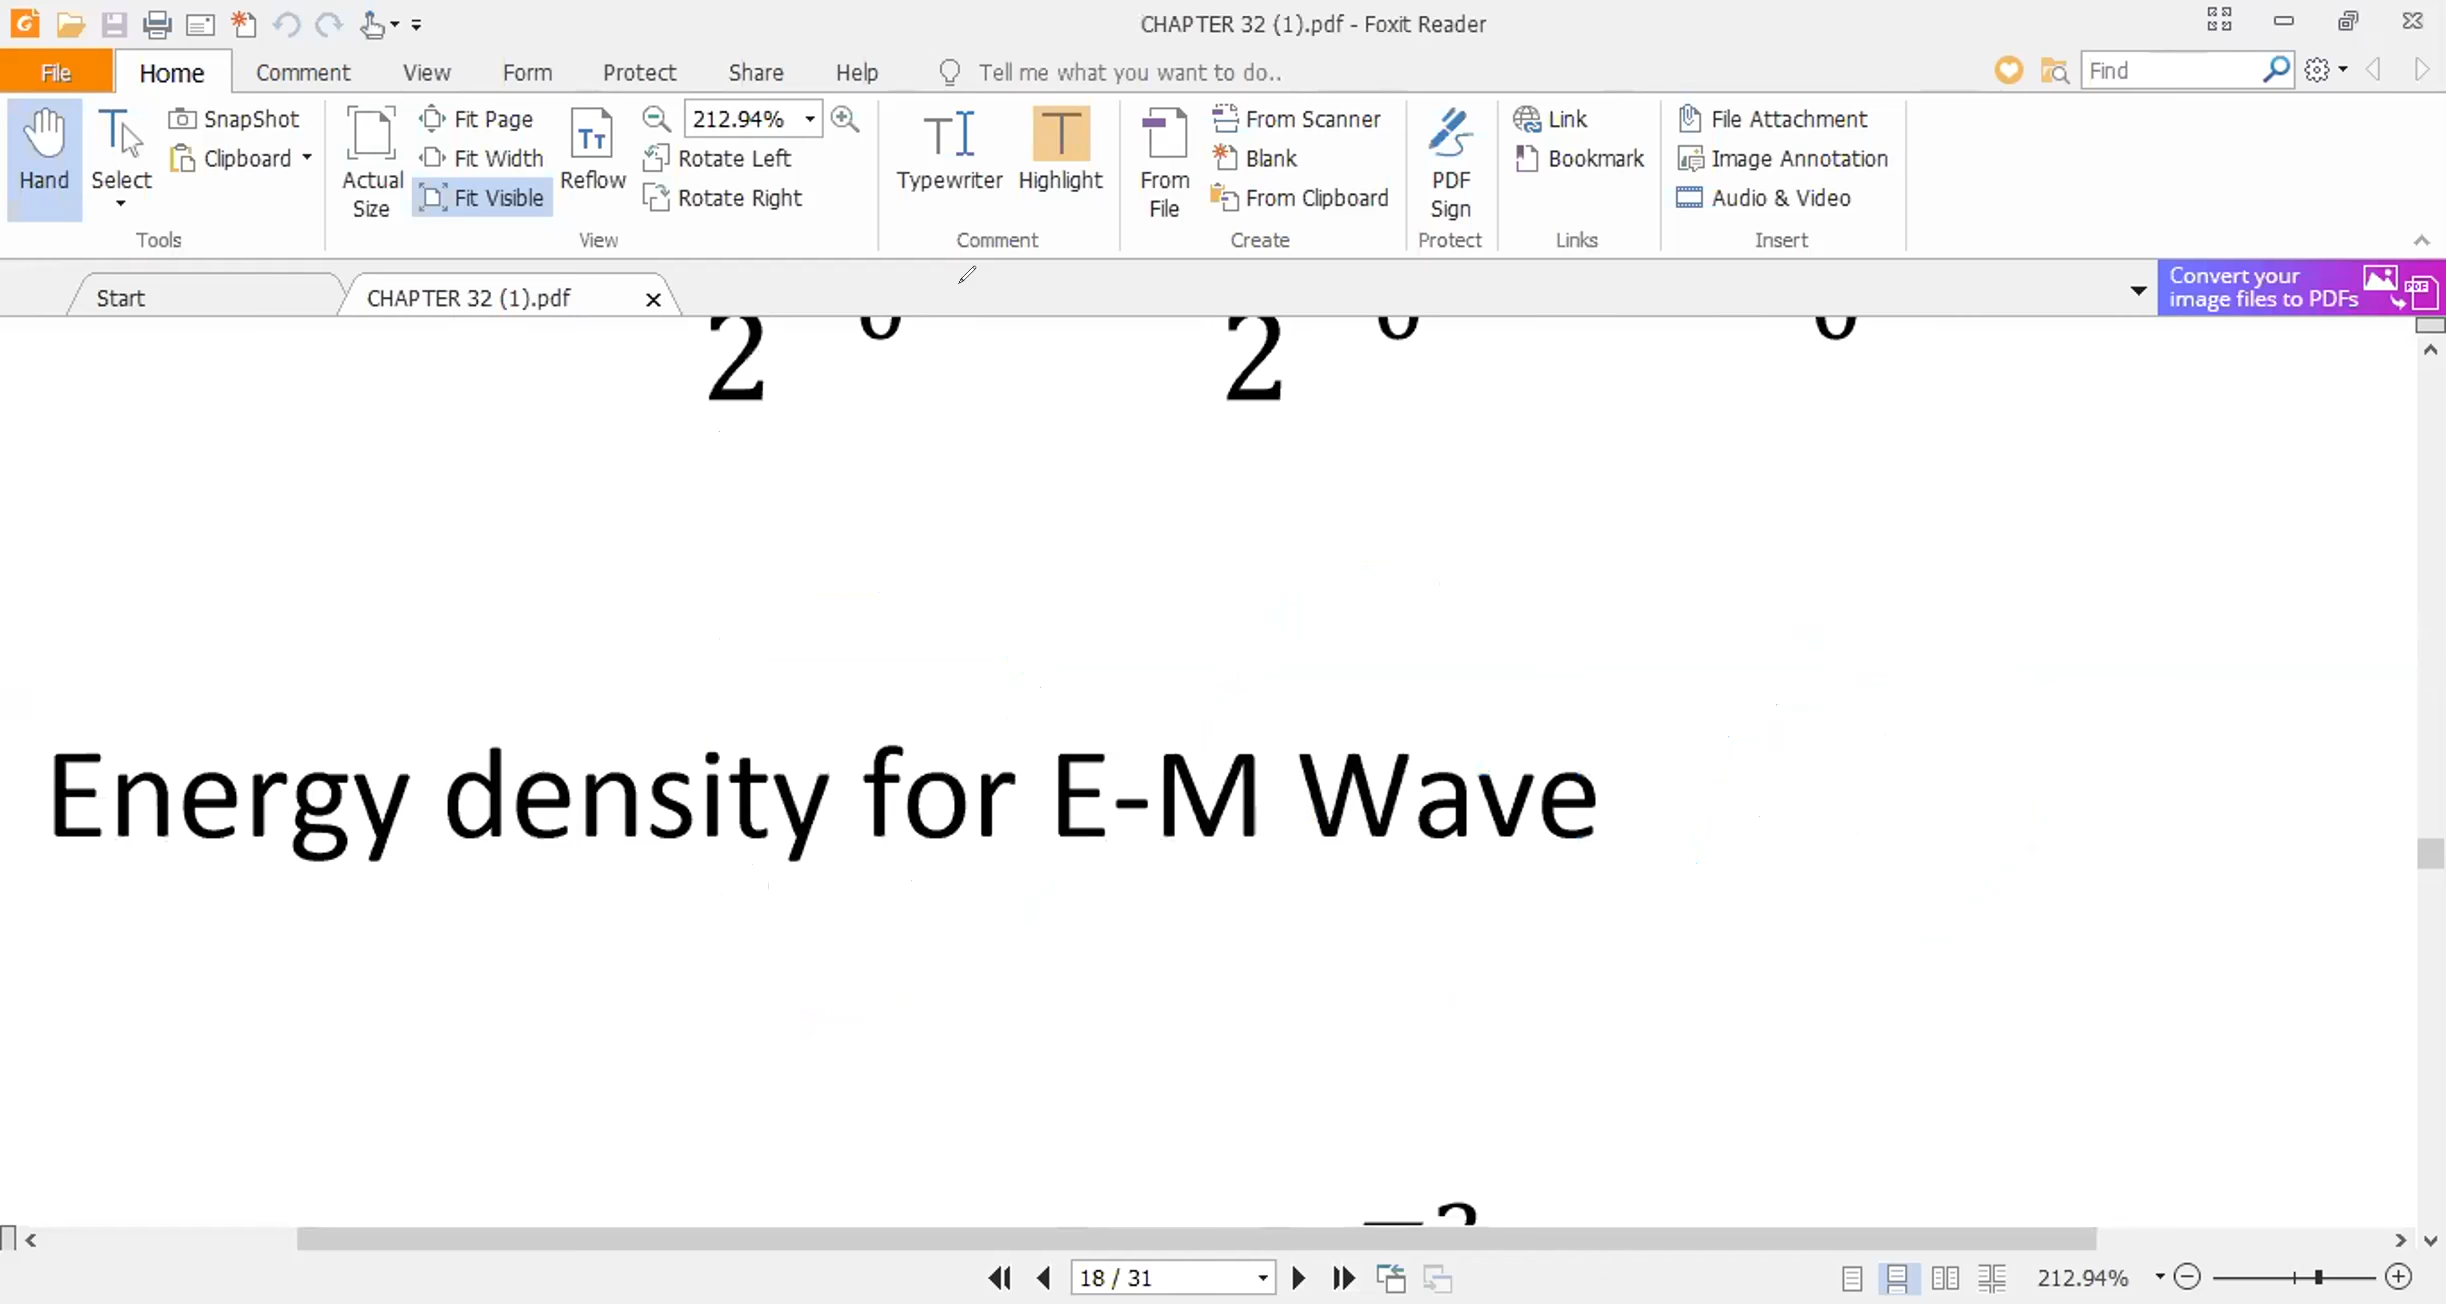 CHAPTER 32 (1).pdf - Foxit Reader
File Home Comment View Form Protect Share Help Tell me what you want to do.. Find
Hand
Select
SnapShot
Clipboard
Tools
Actual
Size
Fit Page
Fit Width
Fit Visible
Reflow
212.94%
Rotate Left
Rotate Right
View
Typewriter
Highlight
Comment
From
File
From Scanner
Blank
From Clipboard
Create
PDF
Sign
Protect
Link
Bookmark
Links
File Attachment
Image Annotation
Audio & Video
Insert
Start
CHAPTER 32 (1).pdf
Convert your
image files to PDFs
PDF
2 2
Energy density for E-M Wave
18 / 31
212.94%